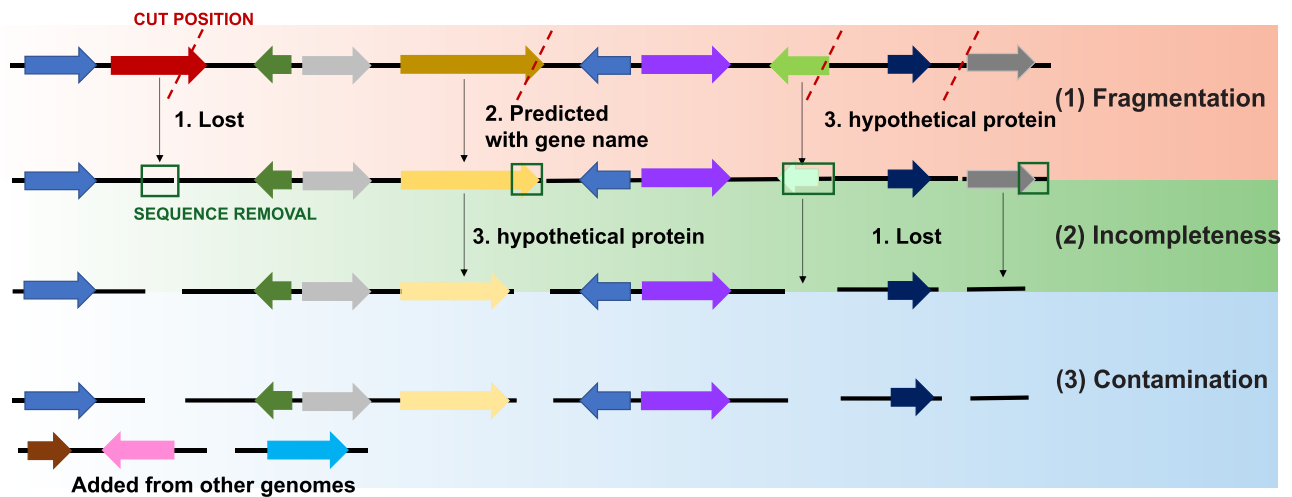 CUT POSITION
1. Lost
2. Predicted
with gene name
3. hypothetical protein
(1) Fragmentation
SEQUENCE REMOVAL
3. hypothetical protein
1. Lost
(2) Incompleteness
(3) Contamination
Added from other genomes